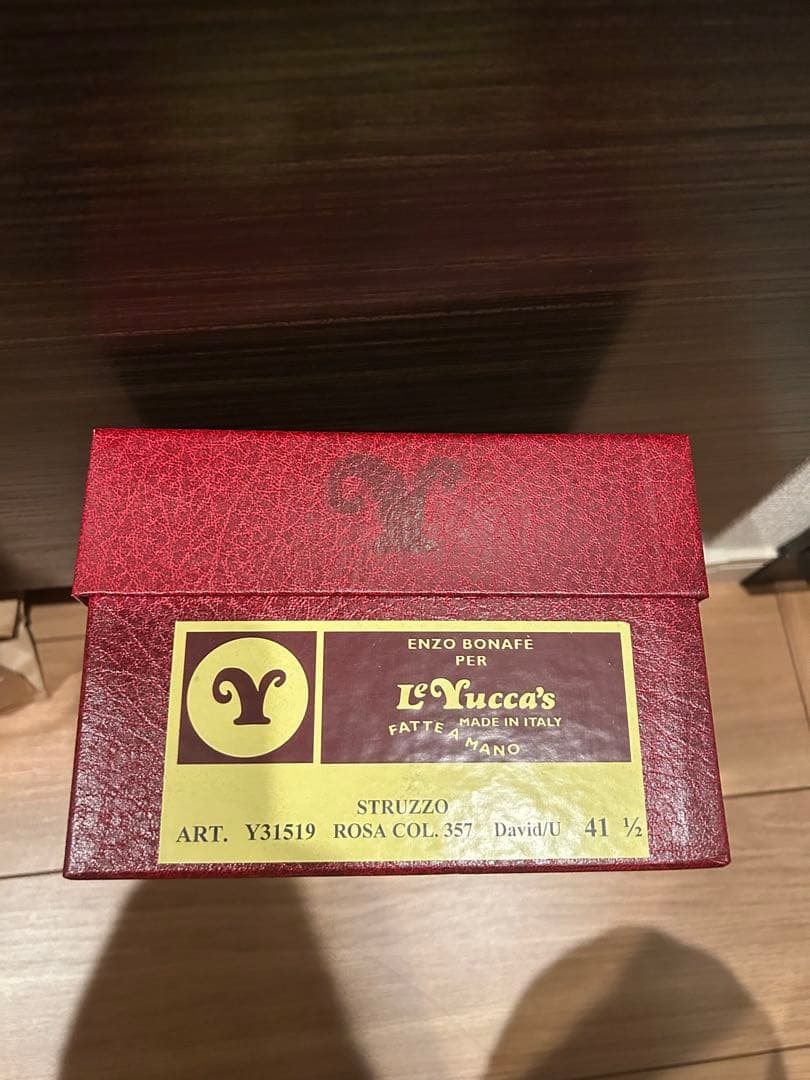 Y
Y
ENZO BONAFÈ
PER
Le Yucca's
MADE IN ITALY
FATTE A MANO
STRUZZO
ART. Y31519 ROSA COL. 357 David/U 41 ½